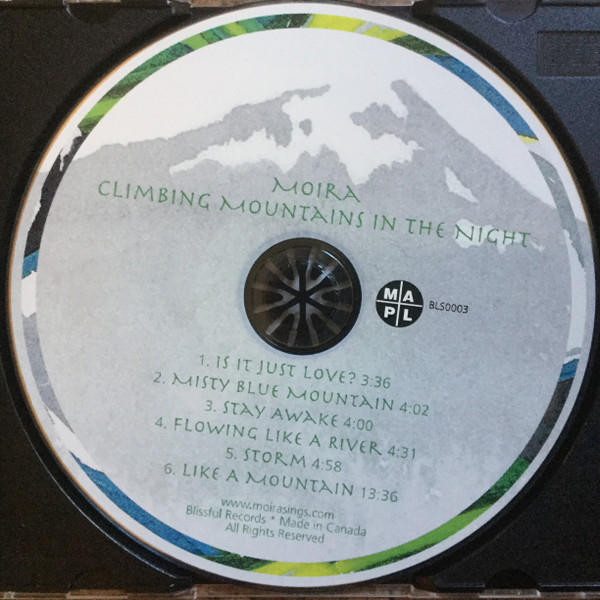 MOIRA
CLIMBING MOUNTAINS IN THE NIGHT
MA
PL
BLS0003
1. IS IT JUST LOVE? 3:36
2. MISTY BLUE MOUNTAIN 4:02
3. STAY AWAKE 4:00
4. FLOWING LIKE A RIVER 4:31
5. STORM 4:58
6. LIKE A MOUNTAIN 13:36
www.moirasings.com
Blissful Records * Made in Canada
All Rights Reserved